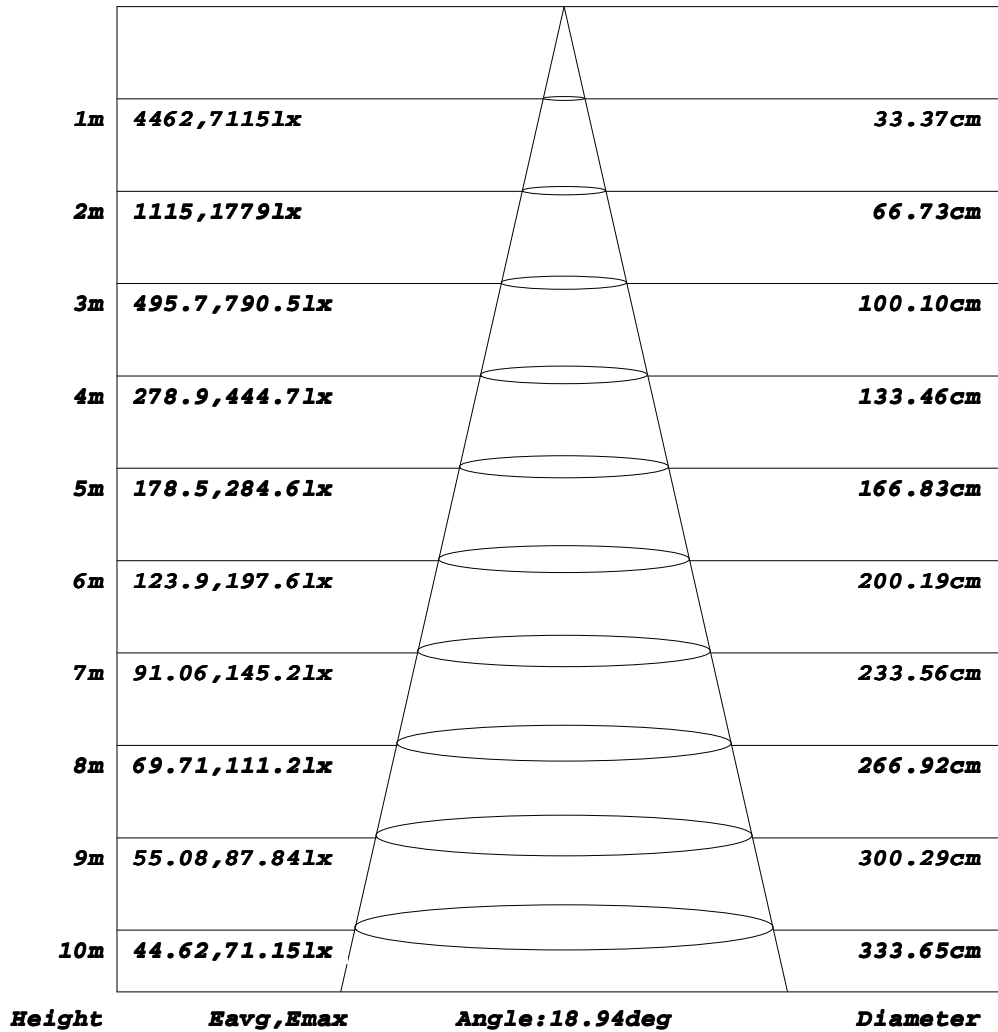 1m 4462,7115lx 33.37cm
2m 1115,1779lx 66.73cm
3m 495.7,790.5lx 100.10cm
4m 278.9,444.7lx 133.46cm
5m 178.5,284.6lx 166.83cm
6m 123.9,197.6lx 200.19cm
7m 91.06,145.2lx 233.56cm
8m 69.71,111.2lx 266.92cm
9m 55.08,87.84lx 300.29cm
10m 44.62,71.15lx 333.65cm
Height Eavg,Emax Angle:18.94deg Diameter